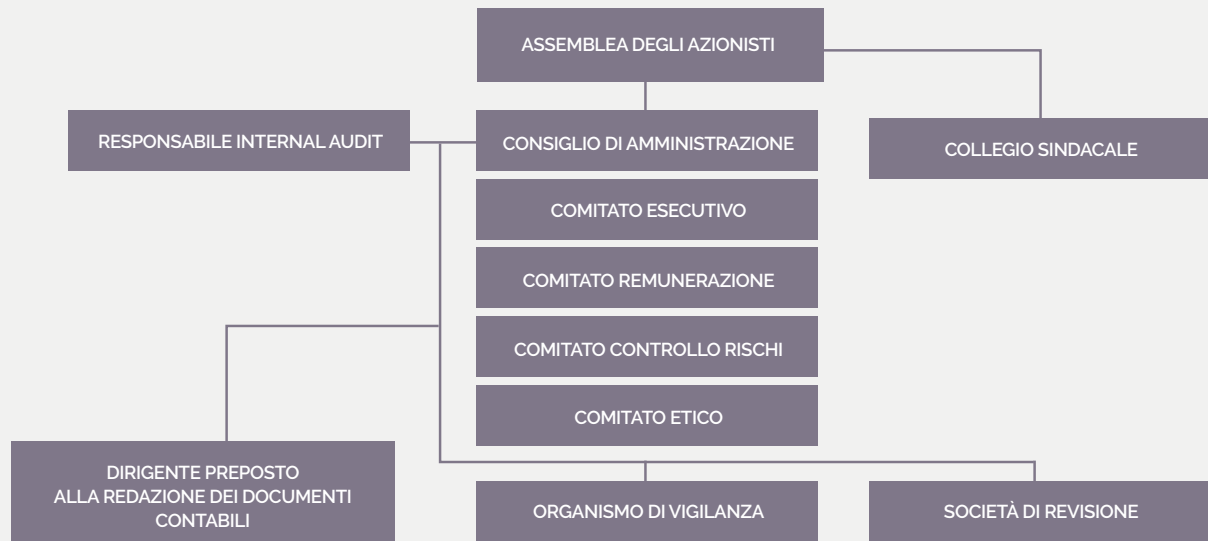 ASSEMBLEA DEGLI AZIONISTI
RESPONSABILE INTERNAL AUDIT
CONSIGLIO DI AMMINISTRAZIONE
COLLEGIO SINDACALE
COMITATO ESECUTIVO
COMITATO REMUNERAZIONE
COMITATO CONTROLLO RISCHI
COMITATO ETICO
DIRIGENTE PREPOSTO
ALLA REDAZIONE DEI DOCUMENTI
CONTABILI
ORGANISMO DI VIGILANZA
SOCIETÀ DI REVISIONE